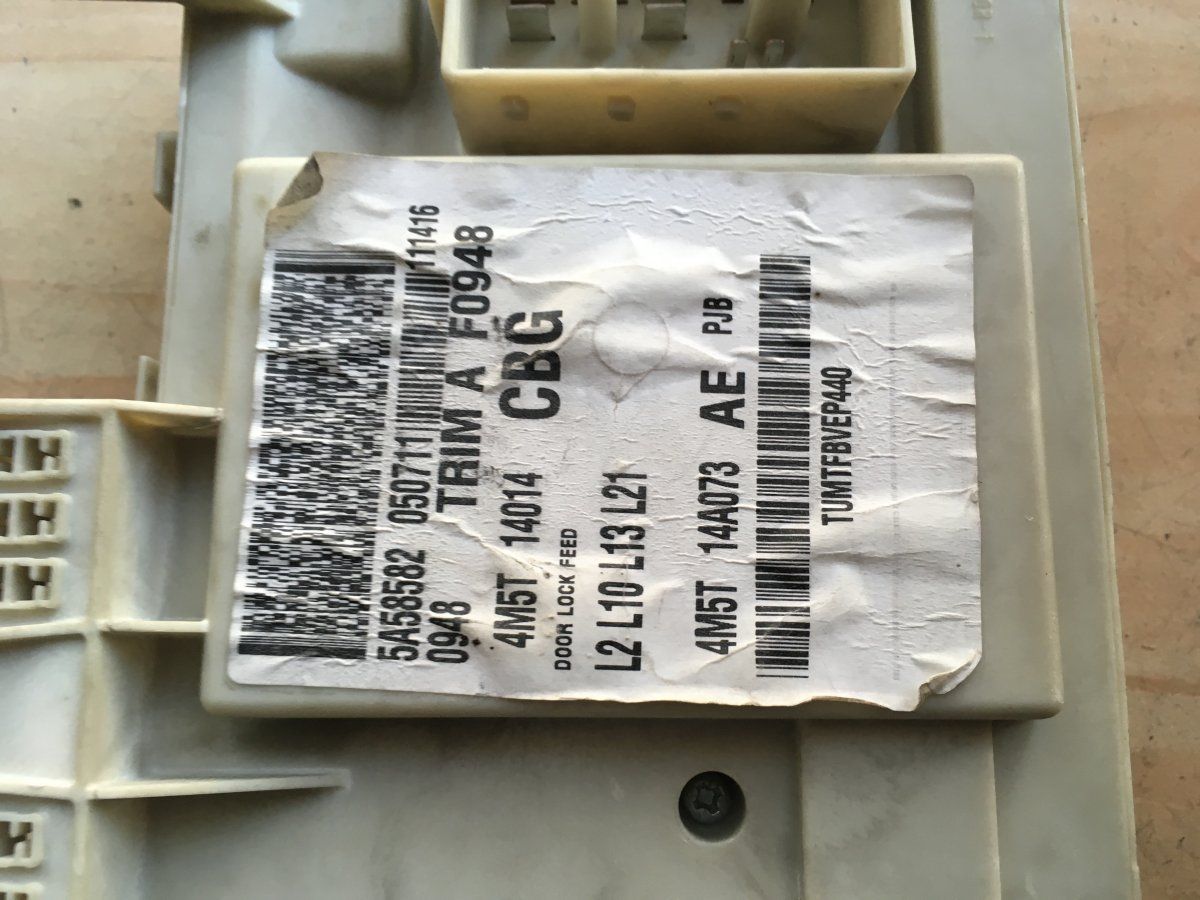 5A58582 050711 111416
0948 TRIM A F0948
4M5T 14014 CBG
DOOR LOCK FEED
L2 L10 L13 L21
4M5T 14A073 AE PJB
TUMTFBVEP440